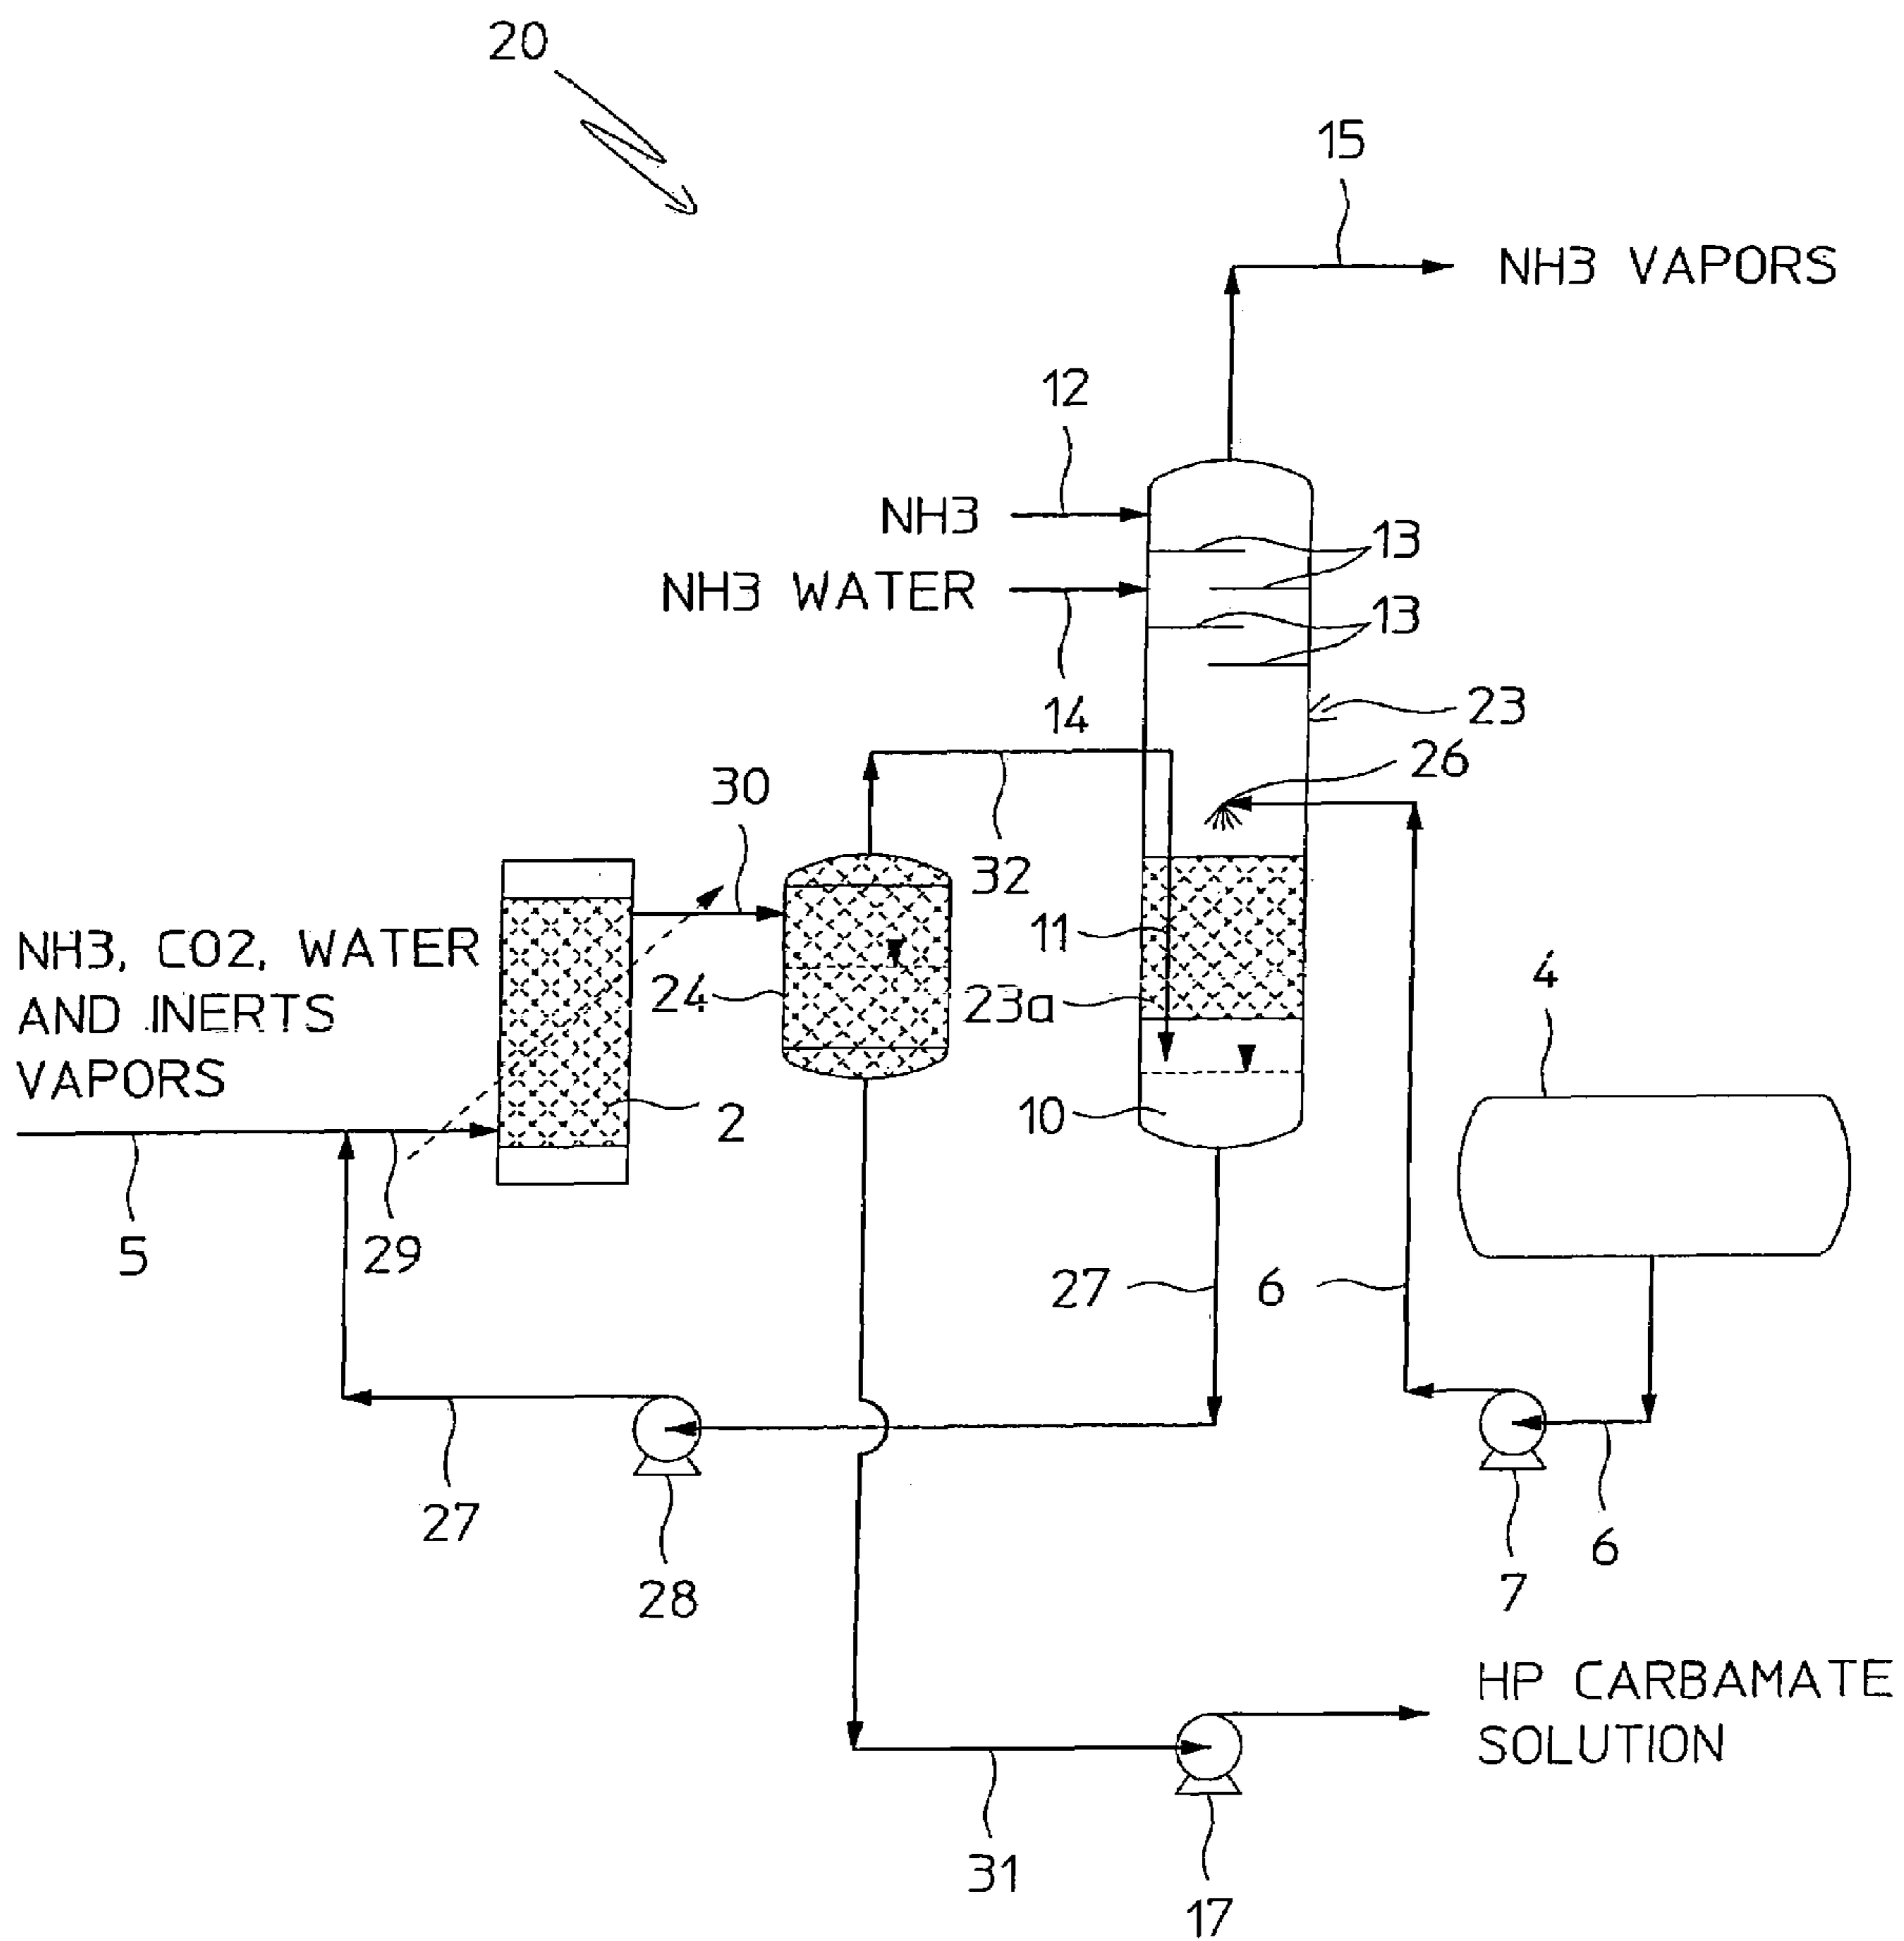 20
15
NH3 VAPORS
12
NH3
13
NH3 WATER
13
14
23
26
30
32
11
4
NH3, CO2, WATER
AND INERTS
VAPORS
24
23a
2
10
5
29
27
6
27
28
6
7
HP CARBAMATE
SOLUTION
31
17